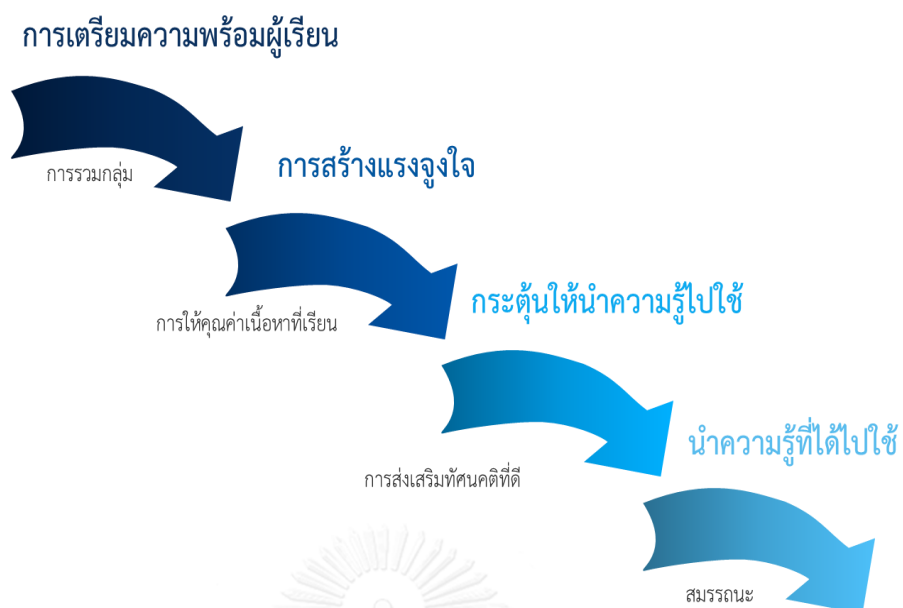 การเตรียมความพร้อมผู้เรียน
การรวมกลุ่ม
การสร้างแรงจูงใจ
การให้คุณค่าเนื้อหาที่เรียน
กระตุ้นให้นำความรู้ไปใช้
การส่งเสริมทัศนคติที่ดี
นำความรู้ที่ได้ไปใช้
สมรรถนะ